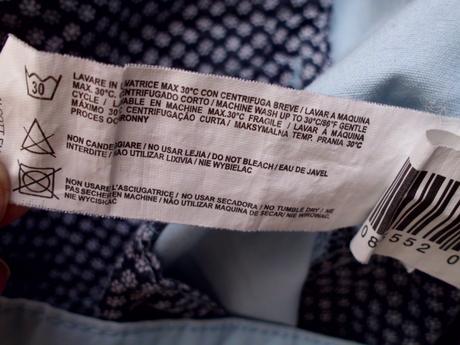 30
LAVARE IN LAVATRICE MAX 30°C CON CENTRIFUGA BREVE / LAVAR A MAQUINA
MAX. 30°C, CENTRIFUGADO CORTO / MACHINE WASH UP TO 30°C/86°F GENTLE
CYCLE / LAVABLE EN MACHINE MAX.30°C FRAGILE / LAVAR À MAQUINA
MÁXIMO 30°C CENTRIFUGAÇÃO CURTA / MAKSYMALNA TEMP. PRANIA 30°C
PROCES OCHRONNY
NON CANDEGGIARE / NO USAR LEJIA / DO NOT BLEACH / EAU DE JAVEL
INTERDITE / NÃO UTILIZAR LIXIVIA / NIE WYBIELAC
NON USARE L'ASCIUGATRICE / NO USAR SECADORA / NO TUMBLE DRY / NE
PAS SECHER EN MACHINE / NÃO UTILIZAR MAQUINA DE SECAR / NIE WIROWAC
NIE WYCISKAC
08552 0